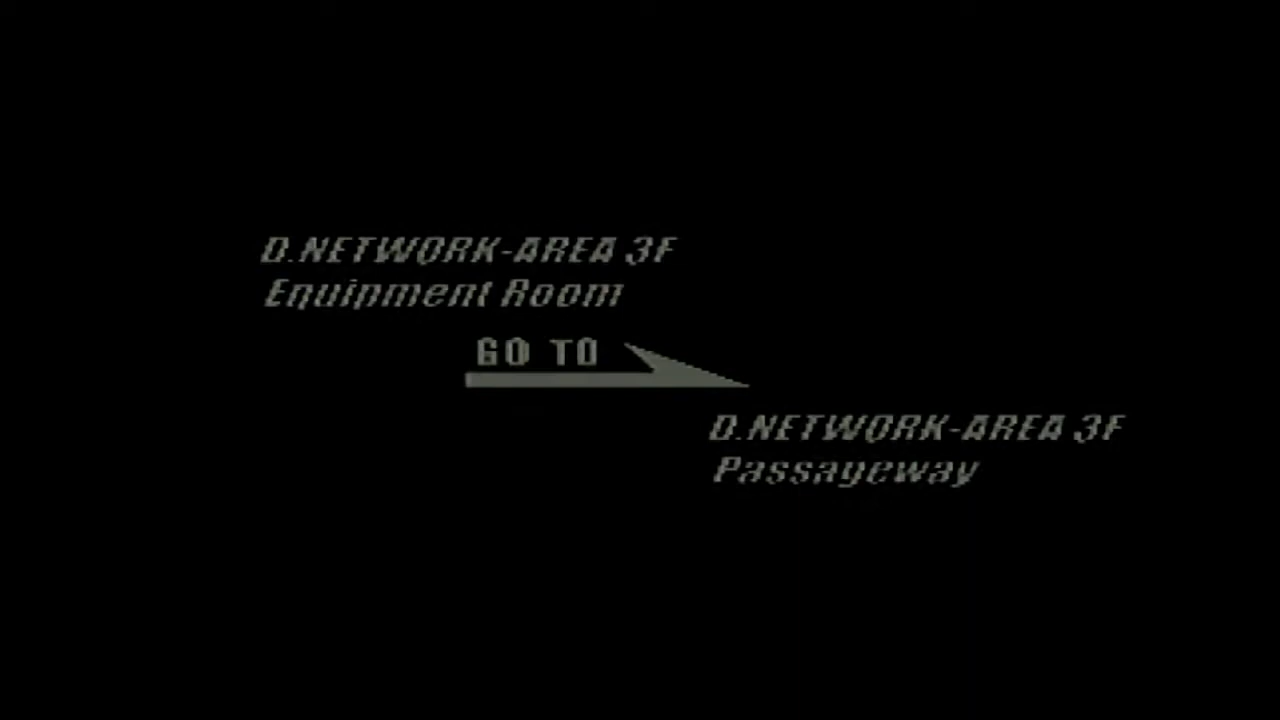 D.NETWORK-AREA 3F
Equipment Room
GO TO
D.NETWORK-AREA 3F
Passageway